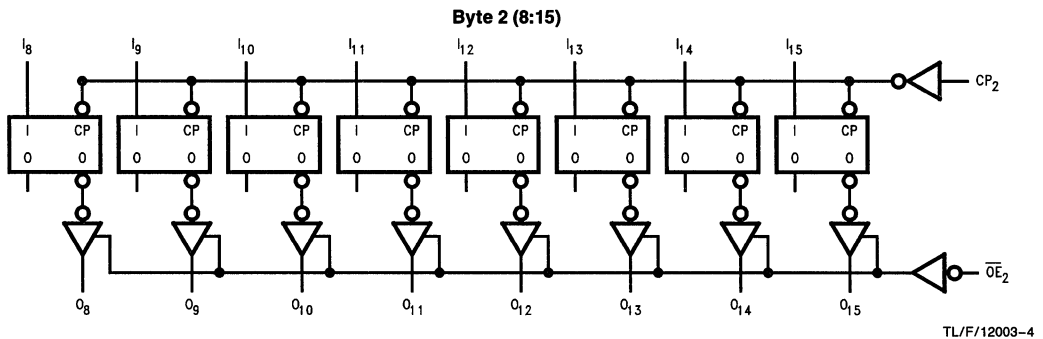 Byte 2 (8:15)
I8 I9 I10 I11 I12 I13 I14 I15
CP2
I CP I CP I CP I CP I CP I CP I CP I CP
O O O O O O O O O O O O O O O O
O̅E̅2
O8 O9 O10 O11 O12 O13 O14 O15
TL/F/12003–4